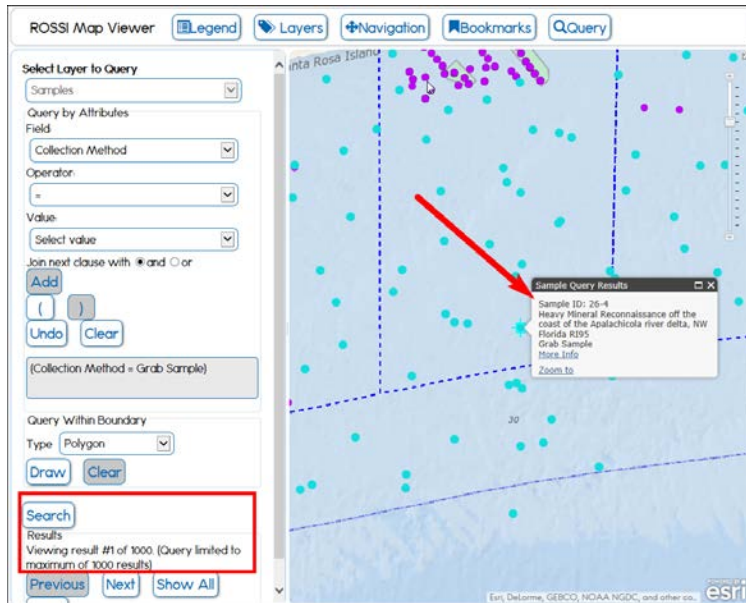 ROSSI Map Viewer Legend Layers Navigation Bookmarks Query
Select Layer to Query
Samples
Query by Attributes
Field:
Collection Method
Operator:
=
Value:
Select value
Join next clause with and or
Add
( )
Undo Clear
(Collection Method = Grab Sample)
Query Within Boundary
Type Polygon
Draw Clear
Search
Results
Viewing result #1 of 1000. (Query limited to
maximum of 1000 results)
Previous Next Show All
anta Rosa Island
Sample Query Results
Sample ID: 26-4
Heavy Mineral Reconnaissance off the
coast of the Apalachicola river delta, NW
Florida RI95
Grab Sample
More Info
Zoom to
30
Esri, DeLorme, GEBCO, NOAA NGDC, and other co...
esri